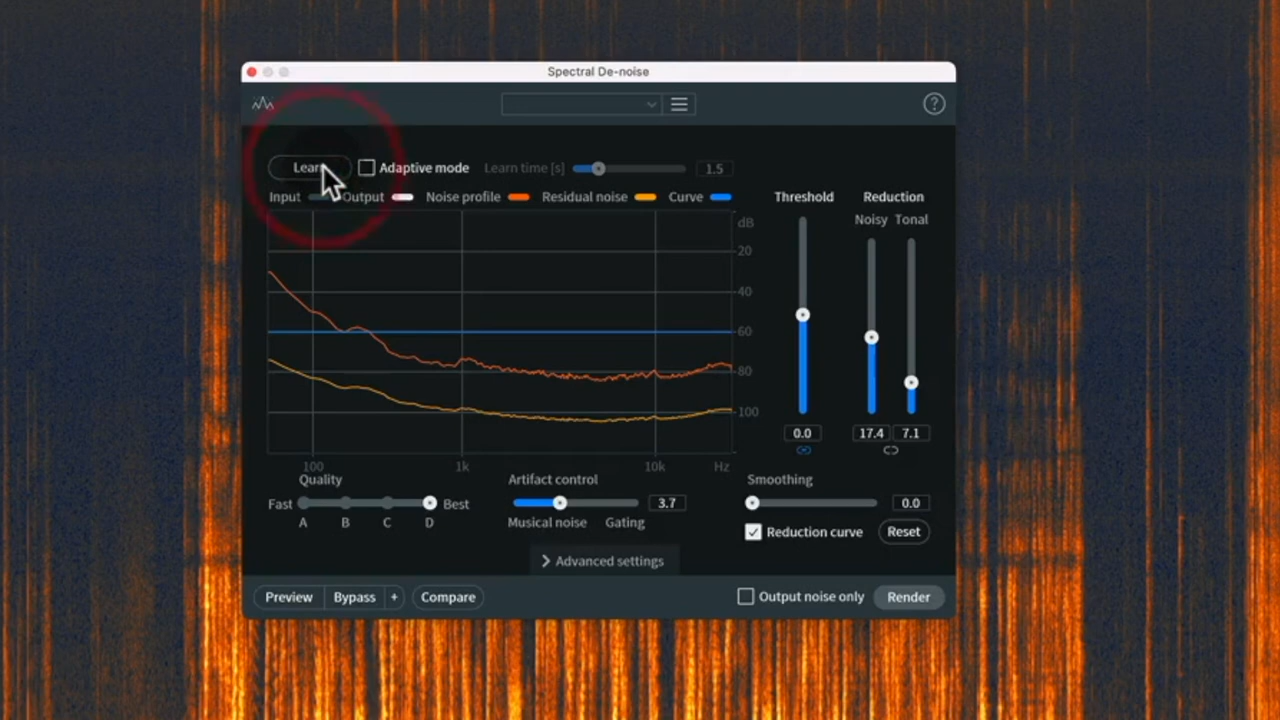 Spectral De-noise
?
Learn Adaptive mode Learn time [s] 1.5
Input Output Noise profile Residual noise Curve
Threshold Reduction
Noisy Tonal
dB
20
40
60
80
100
100 1k 10k Hz
0.0 17.4 7.1
Quality
Fast Best
A B C D
Artifact control
3.7
Musical noise Gating
Smoothing
0.0
Reduction curve Reset
Advanced settings
Preview Bypass + Compare Output noise only Render